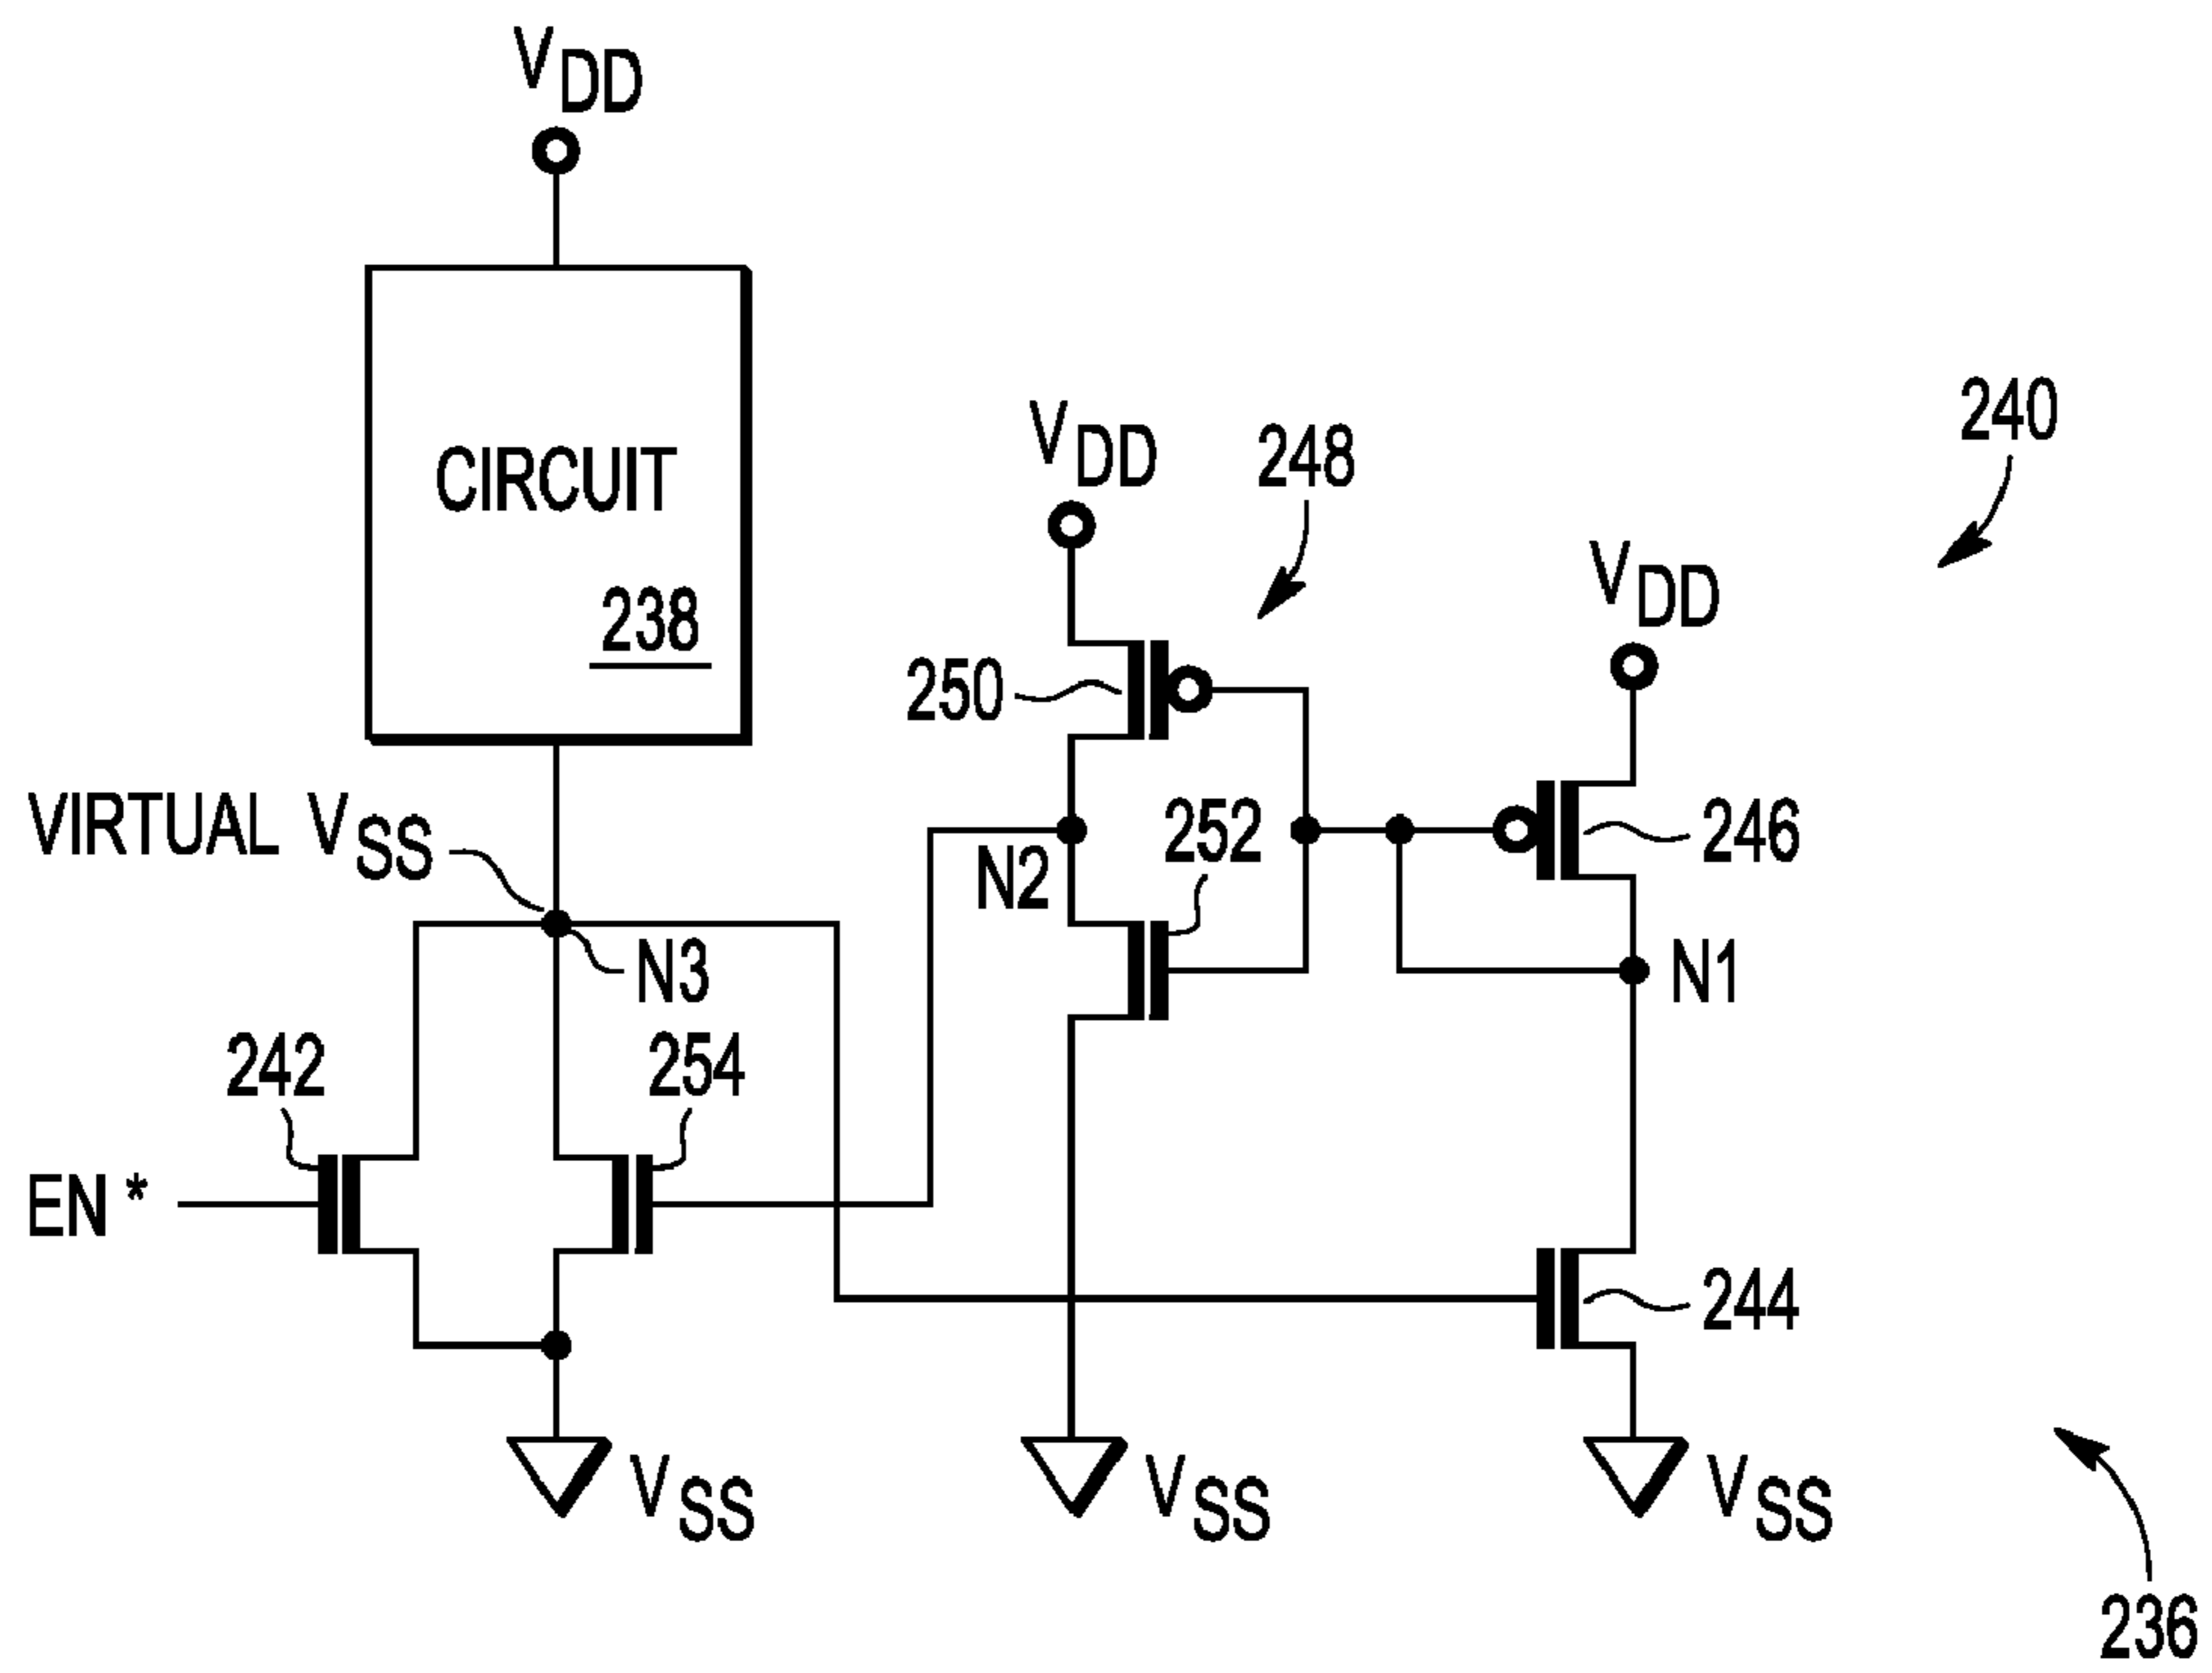 VDD
CIRCUIT
238
VDD
248
240
VDD
250
252
246
VIRTUAL VSS
N2
N3
N1
242
254
EN *
244
VSS
VSS
VSS
236